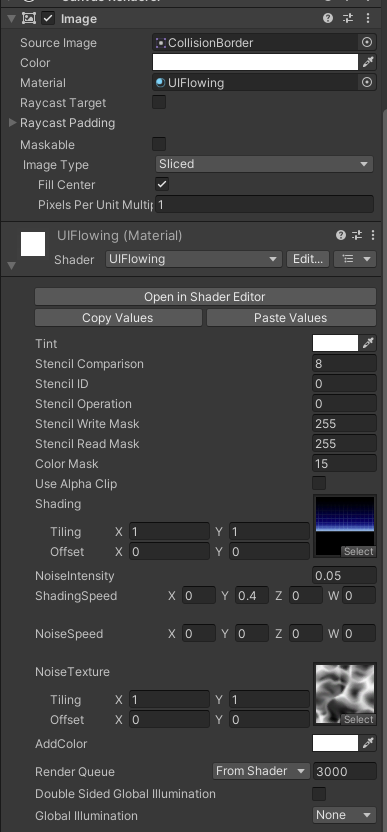 Image
Source Image CollisionBorder
Color
Material UIFlowing
Raycast Target
Raycast Padding
Maskable
Image Type Sliced
Fill Center
Pixels Per Unit Multip 1
UIFlowing (Material)
Shader UIFlowing Edit...
Open in Shader Editor
Copy Values Paste Values
Tint
Stencil Comparison 8
Stencil ID 0
Stencil Operation 0
Stencil Write Mask 255
Stencil Read Mask 255
Color Mask 15
Use Alpha Clip
Shading
Tiling X 1 Y 1
Offset X 0 Y 0 Select
NoiseIntensity 0.05
ShadingSpeed X 0 Y 0.4 Z 0 W 0
NoiseSpeed X 0 Y 0 Z 0 W 0
NoiseTexture
Tiling X 1 Y 1
Offset X 0 Y 0 Select
AddColor
Render Queue From Shader 3000
Double Sided Global Illumination
Global Illumination None